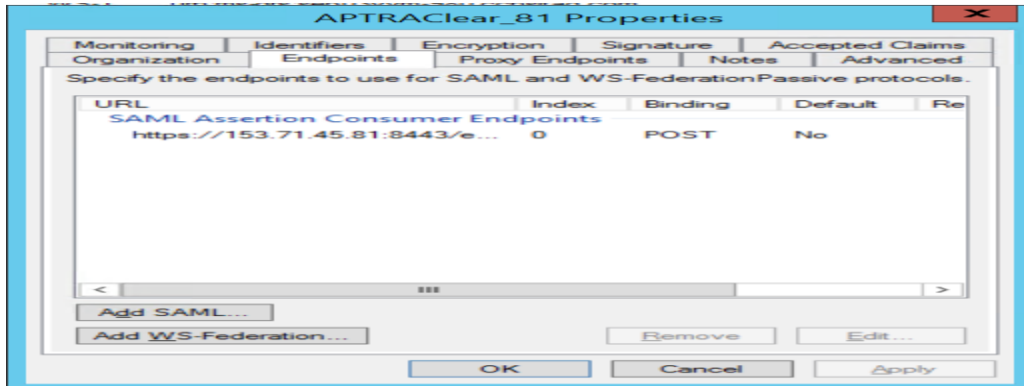 APTRAClear_81 Properties
Monitoring Identifiers Encryption Signature Accepted Claims
Organization Endpoints Proxy Endpoints Notes Advanced
Specify the endpoints to use for SAML and WS-FederationPassive protocols.
URL Index Binding Default Re
SAML Assertion Consumer Endpoints
https://153.71.45.81:8443/e... 0 POST No
Add SAML...
Add WS-Federation... Remove Edit...
OK Cancel Apply